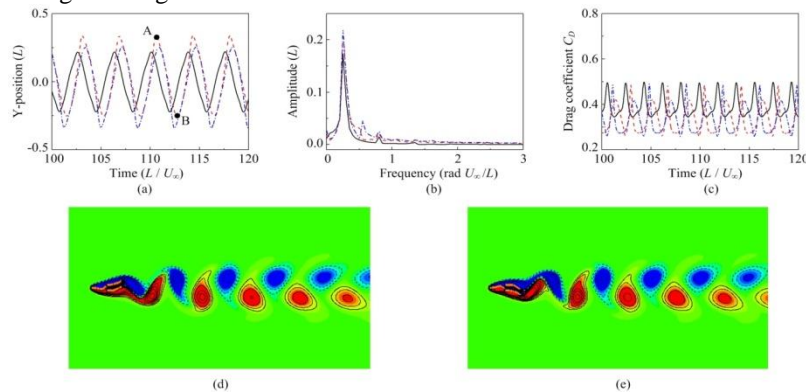 0.5
0.0
-0.5
Y-position (L)
A
B
100 105 110 115 120
Time (L / U∞)
(a)
0.2
0.1
0.0
Amplitude (L)
0 1 2 3
Frequency (rad U∞/L)
(b)
0.8
0.6
0.4
0.2
Drag coefficient C_D
100 105 110 115 120
Time (L / U∞)
(c)
(d) (e)